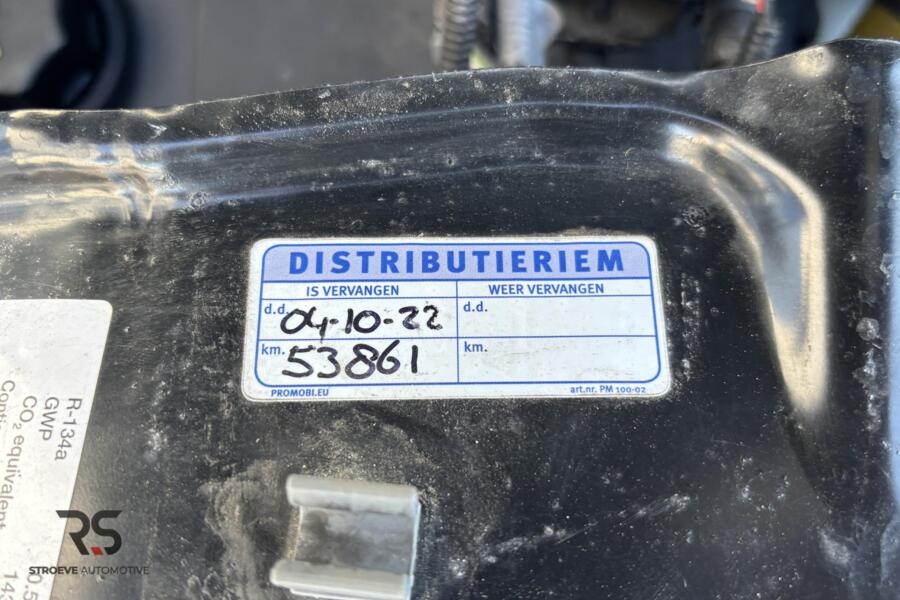 DISTRIBUTIERIEM
IS VERVANGEN
WEER VERVANGEN
d.d. 04-10-22
d.d.
km. 53861
km.
PROMOBI.EU
art.nr. PM 100-02
R-134a
GWP
CO₂ equivalent
RS
STROEVE AUTOMOTIVE